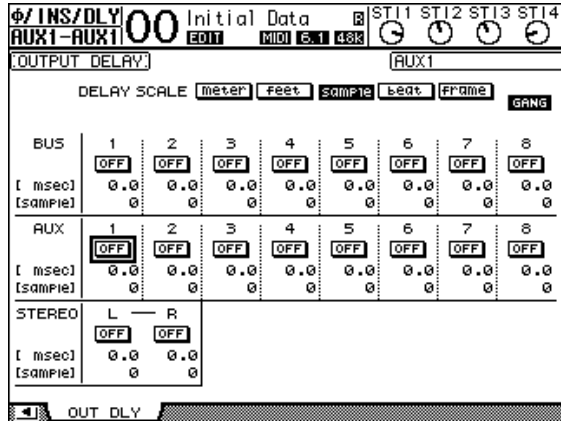 Φ/INS/DLY 00 Initial Data B ST11 ST12 ST13 ST14
AUX1-AUX1 EDIT MIDI 6.1 48k
OUTPUT DELAY AUX1
DELAY SCALE meter feet sample beat frame
GANG
BUS 1 2 3 4 5 6 7 8
OFF OFF OFF OFF OFF OFF OFF OFF
[ msec] 0.0 0.0 0.0 0.0 0.0 0.0 0.0 0.0
[sample] 0 0 0 0 0 0 0 0
AUX 1 2 3 4 5 6 7 8
OFF OFF OFF OFF OFF OFF OFF OFF
[ msec] 0.0 0.0 0.0 0.0 0.0 0.0 0.0 0.0
[sample] 0 0 0 0 0 0 0 0
STEREO L — R
OFF OFF
[ msec] 0.0 0.0
[sample] 0 0
OUT DLY